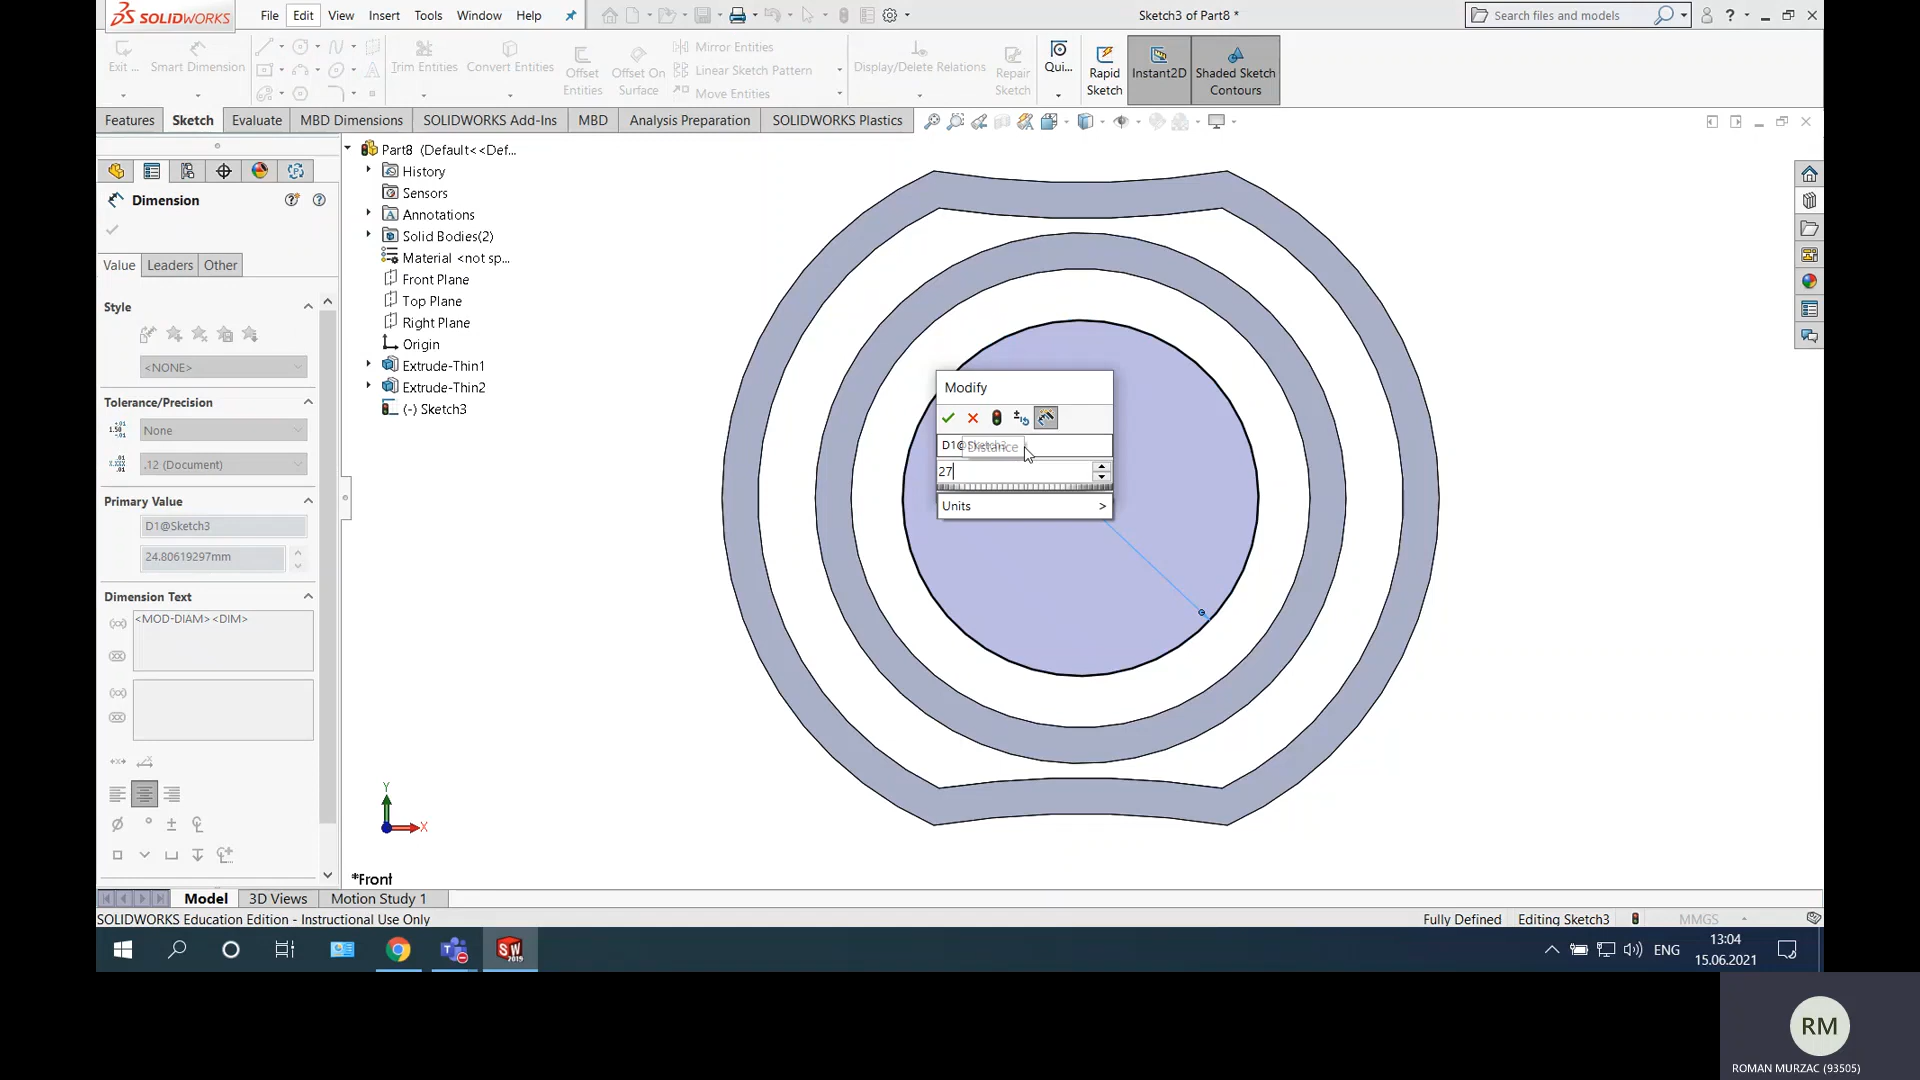 SOLIDWORKS File Edit View Insert Tools Window Help Sketch3 of Part8 * Search files and models
Exit ... Smart Dimension Trim Entities Convert Entities Offset Entities Offset On Surface Mirror Entities Linear Sketch Pattern Move Entities Display/Delete Relations Repair Sketch Qui... Rapid Sketch Instant2D Shaded Sketch Contours
Features Sketch Evaluate MBD Dimensions SOLIDWORKS Add-Ins MBD Analysis Preparation SOLIDWORKS Plastics
Dimension
Value Leaders Other
Style
<NONE>
Tolerance/Precision
None
.12 (Document)
Primary Value
D1@Sketch3
24.80619297mm
Dimension Text
<MOD-DIAM><DIM>
Part8 (Default<<Def...
History
Sensors
Annotations
Solid Bodies(2)
Material <not sp...
Front Plane
Top Plane
Right Plane
Origin
Extrude-Thin1
Extrude-Thin2
(-) Sketch3
Modify
D1@Sketch3
Distance
27
Units >
Y
X
*Front
Model 3D Views Motion Study 1
SOLIDWORKS Education Edition - Instructional Use Only Fully Defined Editing Sketch3 MMGS
SW 2019 ENG 13:04
15.06.2021
RM
ROMAN MURZAC (93505)